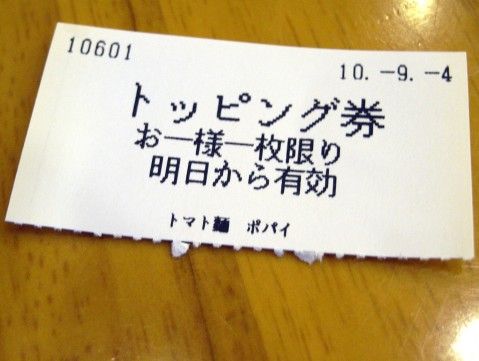 10601
10.-9.-4
トッピング券
お一様一枚限り
明日から有効
トマト麺 ポパイ